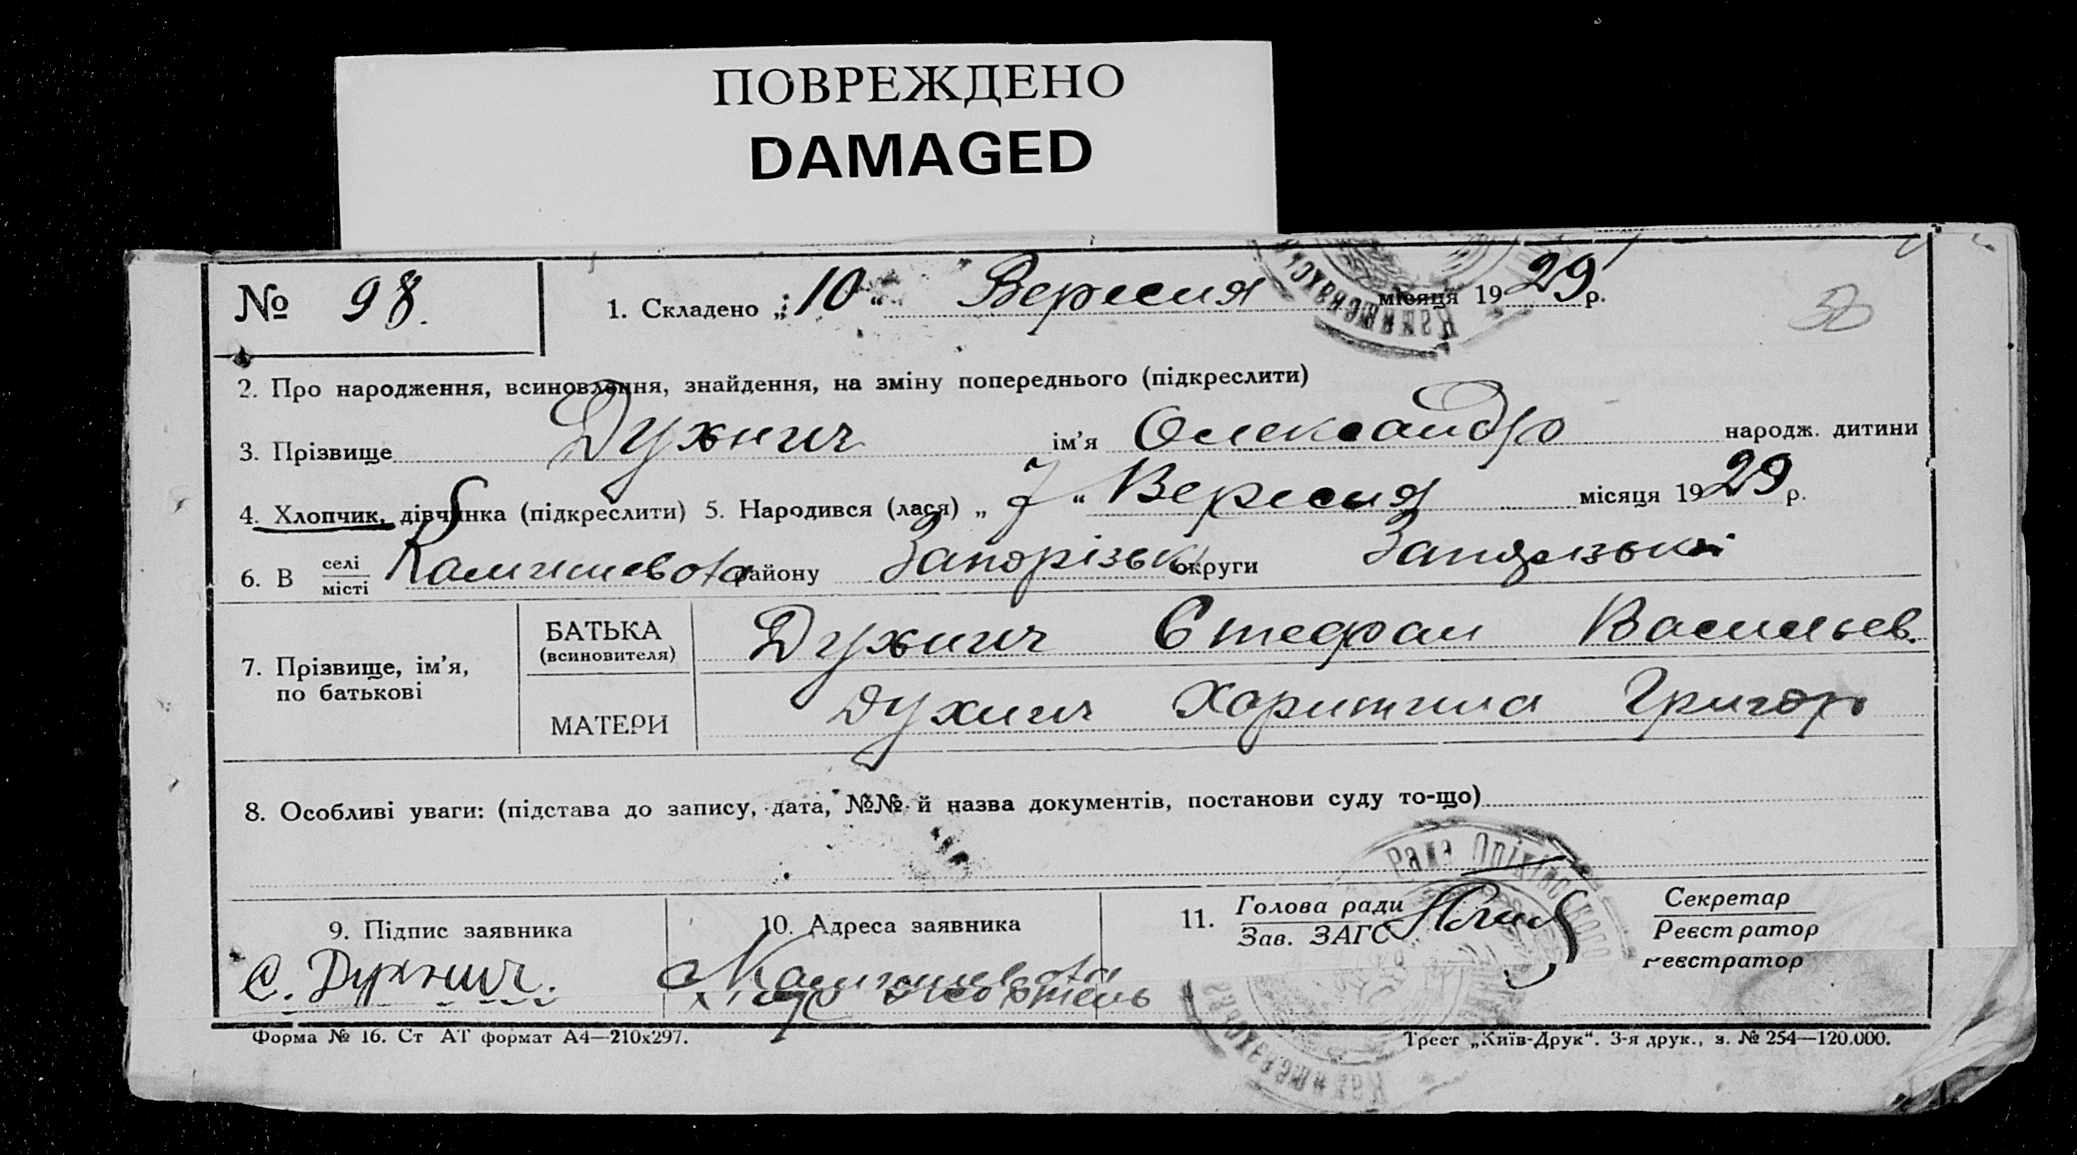 ПОВРЕЖДЕНО
DAMAGED
№ 98. 1. Складено „10“ Вересня місяця 1929 р.
2. Про народження, всиновлення, знайдення, на зміну попереднього (підкреслити)
3. Прізвище Духнич ім’я Олександр народж. дитини
4. Хлопчик, дівчинка (підкреслити) 5. Народився (лася) „7“ Вересня місяця 1929 р.
6. В селі місті Камишеваха району Запорізьк округи Запорізької
7. Прізвище, ім’я, по батькові
БАТЬКА (всиновителя) Духнич Стефан Васильев.
МАТЕРИ Духнич Харитина Григор
8. Особливі уваги: (підстава до запису, дата, №№ й назва документів, постанови суду то-що)
9. Підпис заявника 10. Адреса заявника 11. Голова ради Зав. ЗАГС Секретар Реєстратор
Реєстратор
С. Духнич. Камишеваха
Рада Оріхівського
Форма № 16. Ст АТ формат А4—210х297. Трест „Київ-Друк“. 3-я друк., з. № 254—120.000.